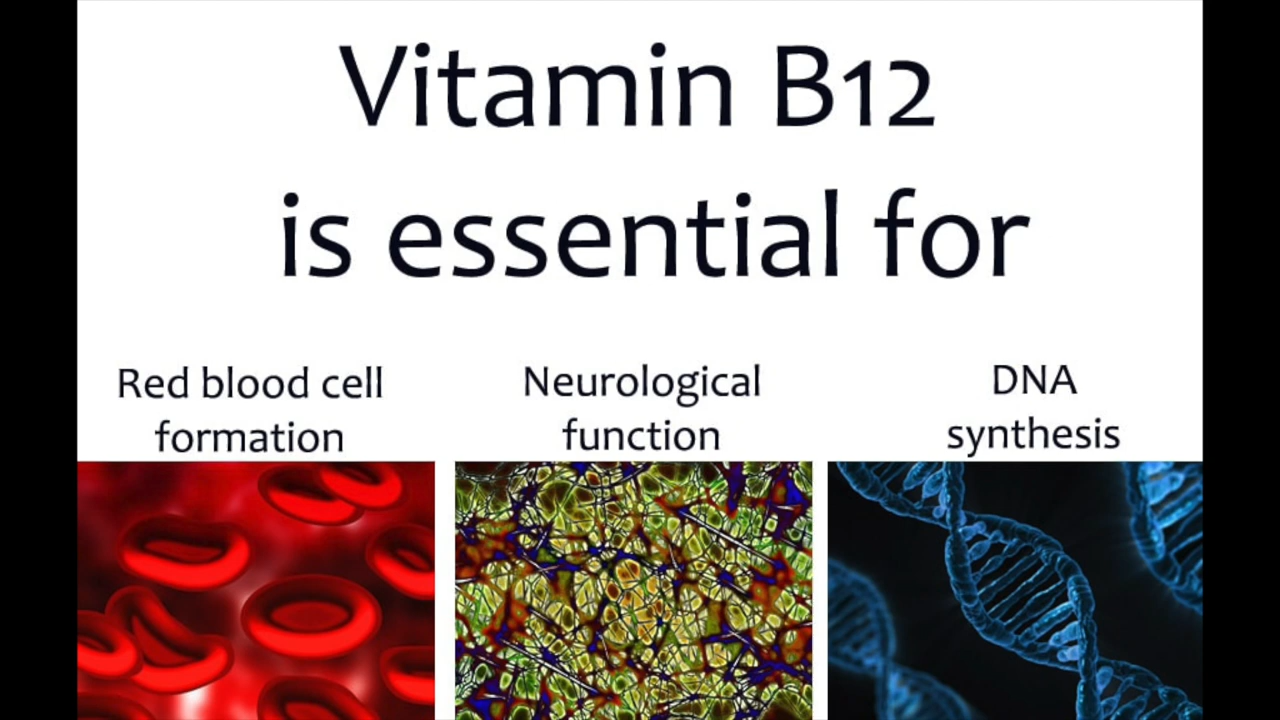 Vitamin B12
is essential for
Red blood cell
formation
Neurological
function
DNA
synthesis